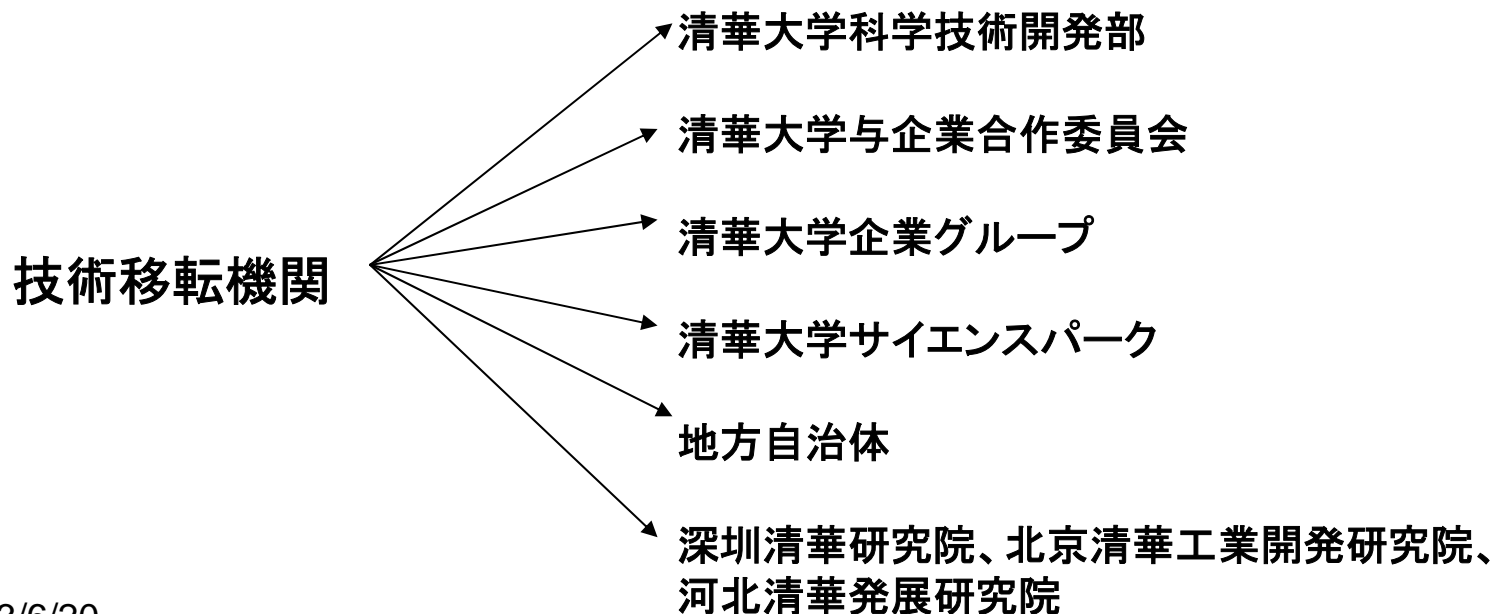 清華大学科学技術開発部
清華大学与企業合作委員会
清華大学企業グループ
技術移転機関
清華大学サイエンスパーク
地方自治体
深圳清華研究院、北京清華工業開発研究院、
河北清華発展研究院